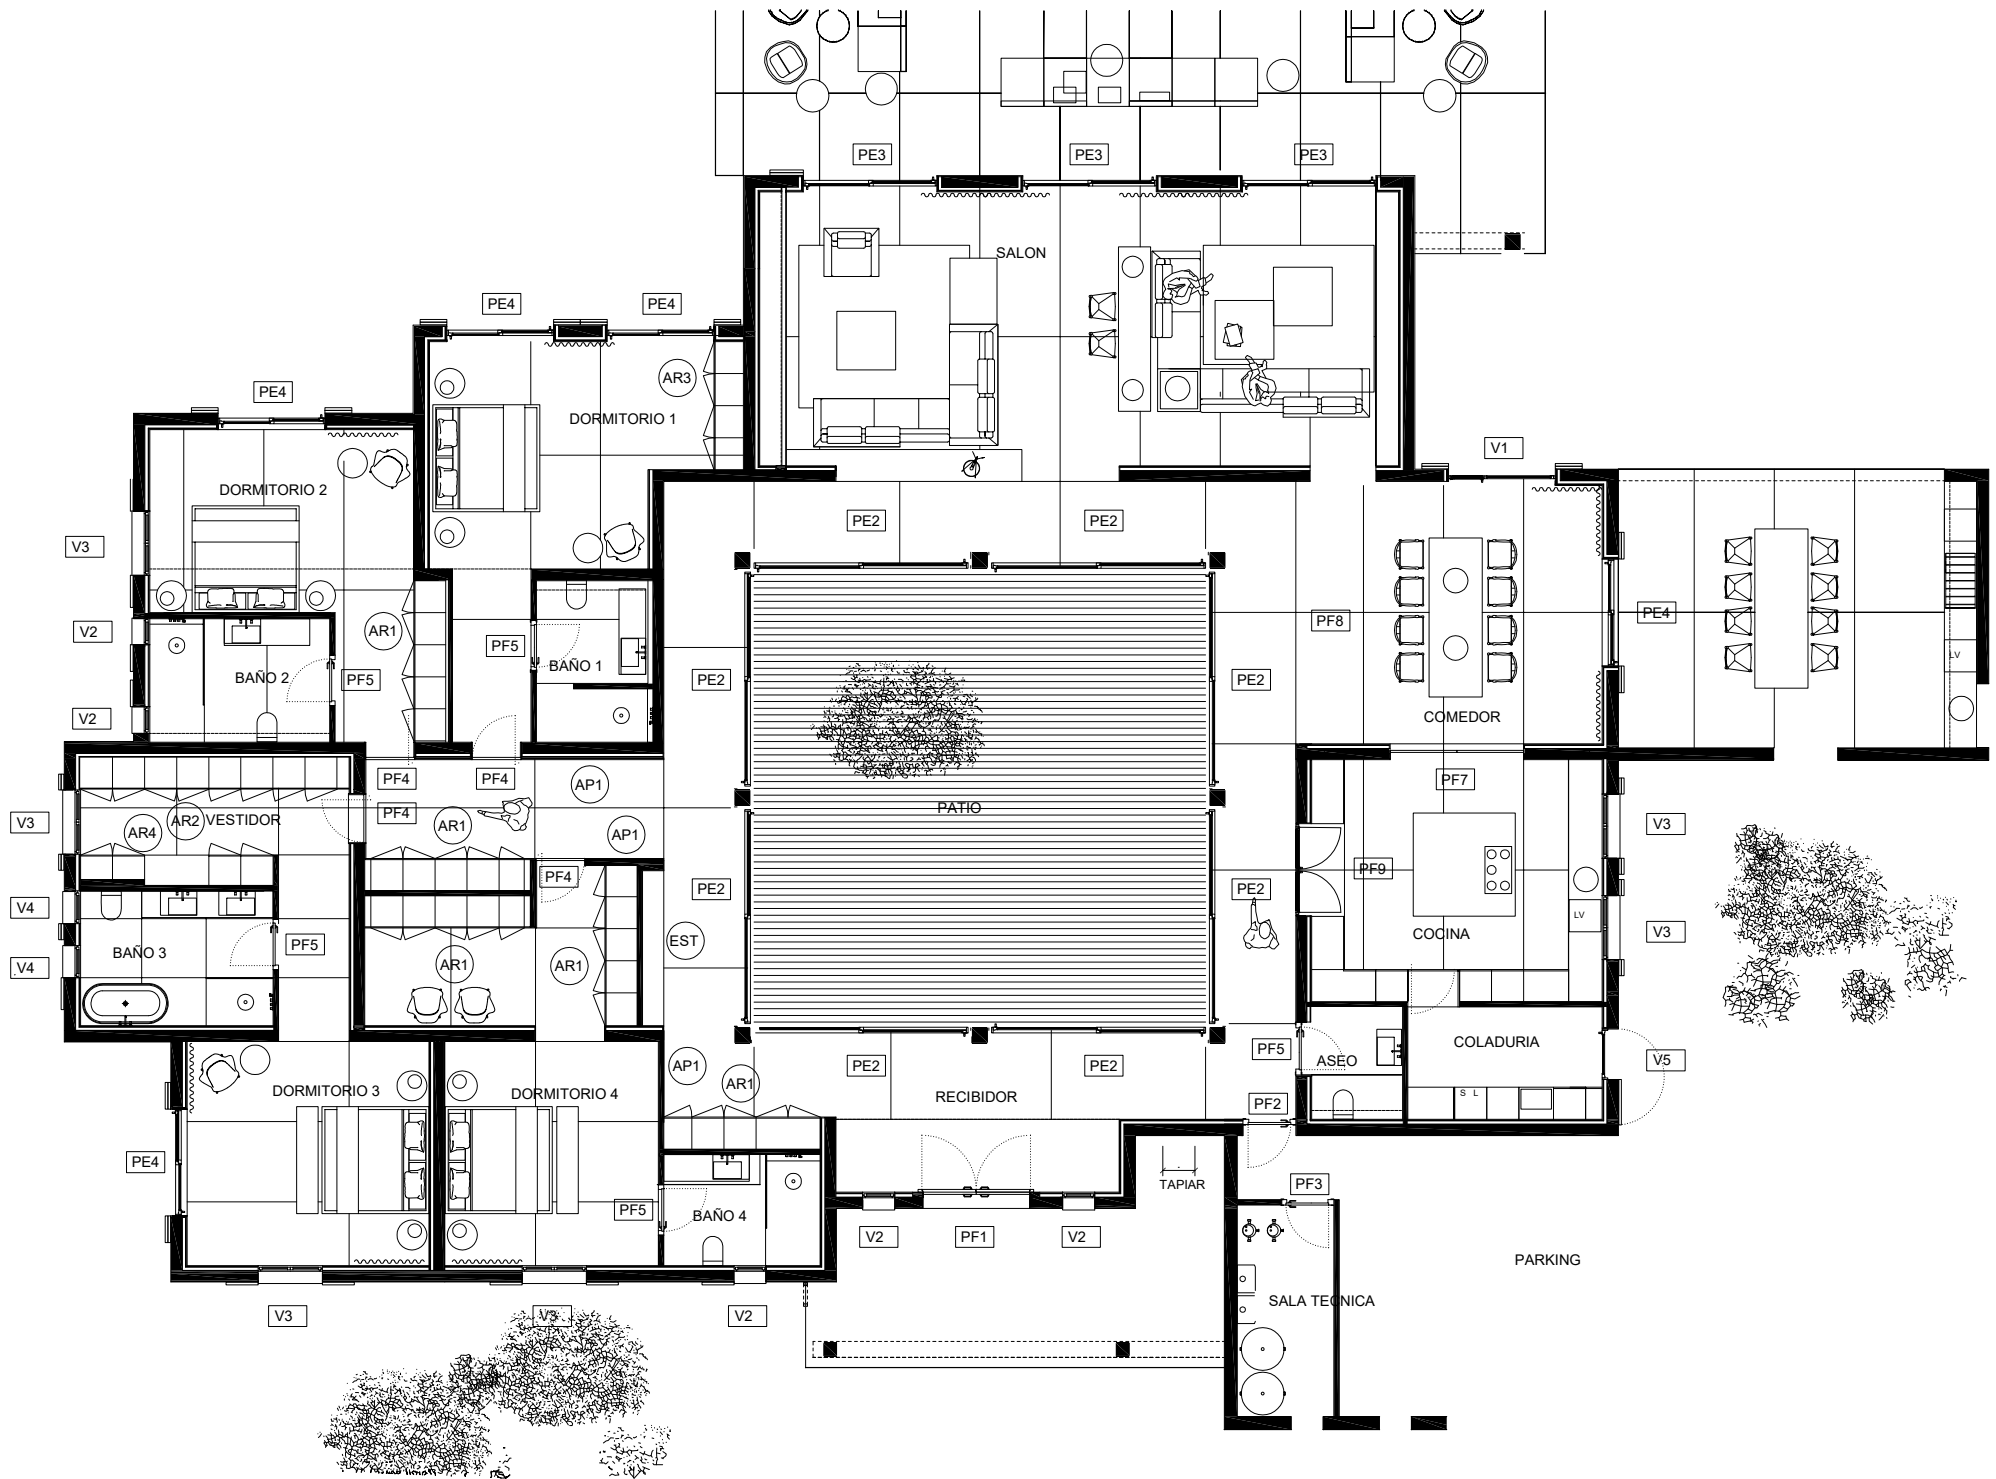 PE3
PE3
PE3
SALON
PE4
PE4
AR3
PE4
DORMITORIO 1
V1
DORMITORIO 2
PE2
PE2
V3
PE4
PF8
V2
AR1
PF5
BAÑO 1
LV
BAÑO 2
PF5
PE2
PE2
V2
COMEDOR
PF4
PF4
AP1
PF7
PATIO
PF4
V3
AR4
AR2
VESTIDOR
AR1
AP1
V3
PF4
PF9
PE2
PE2
V4
LV
EST
COCINA
V3
PF5
BAÑO 3
V4
AR1
AR1
COLADURIA
PF5
ASEO
V5
PE2
PE2
AP1
AR1
DORMITORIO 3
DORMITORIO 4
S L
RECIBIDOR
PF2
PE4
TAPIAR
PF3
PF5
BAÑO 4
V2
PF1
V2
PARKING
SALA TECNICA
V3
V3
V2